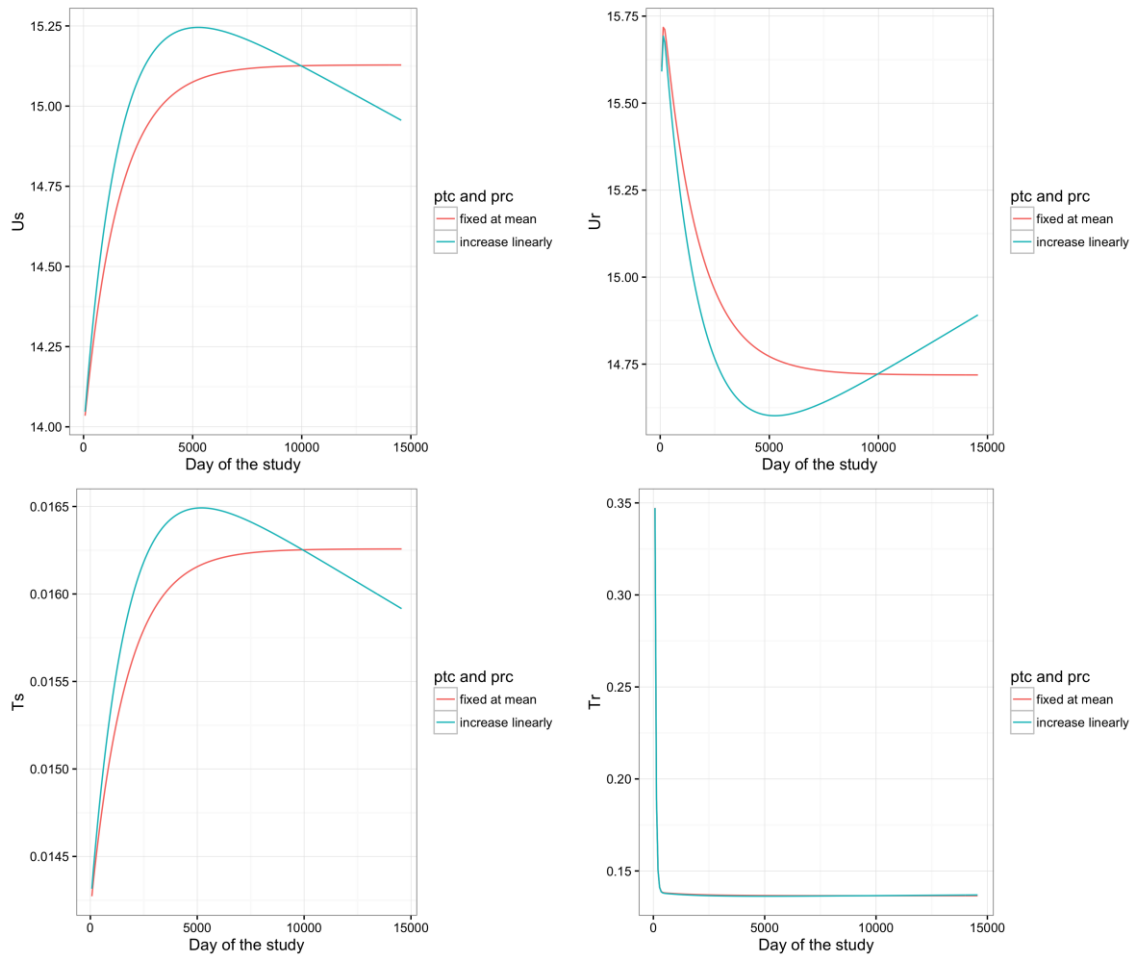 15.25
15.00
14.75
14.50
14.25
14.00
Us
0
5000
10000
15000
Day of the study
ptc and prc
fixed at mean
increase linearly
15.75
15.50
15.25
15.00
14.75
Ur
0
5000
10000
15000
Day of the study
ptc and prc
fixed at mean
increase linearly
0.0165
0.0160
0.0155
0.0150
0.0145
Ts
0
5000
10000
15000
Day of the study
ptc and prc
fixed at mean
increase linearly
0.35
0.30
0.25
0.20
0.15
Tr
0
5000
10000
15000
Day of the study
ptc and prc
fixed at mean
increase linearly